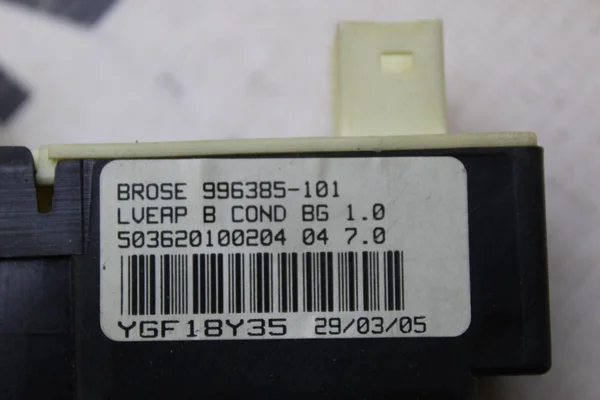 BROSE 996385-101
LVEAP B COND BG 1.0
503620100204 04 7.0
YGF18Y35 29/03/05